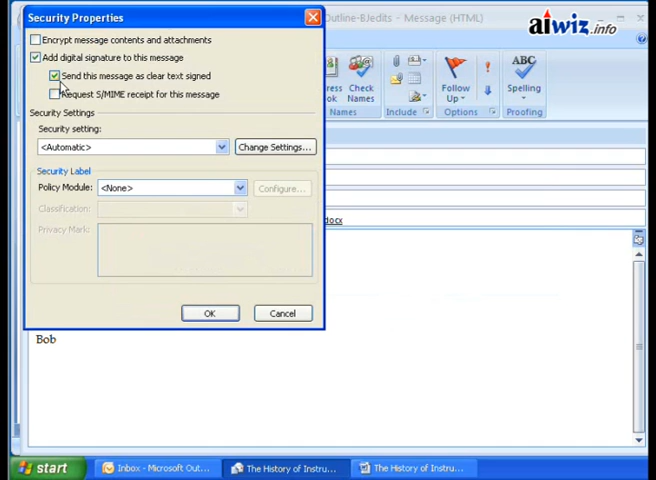 Security Properties
Outline-BJedits - Message (HTML)
aiwiz.info
Encrypt message contents and attachments
Add digital signature to this message
Send this message as clear text signed
Request S/MIME receipt for this message
Check
Names
Follow
Up
ABC
Spelling
Names
Include
Options
Proofing
Security Settings
Security setting:
<Automatic>
Change Settings...
Security Label
Policy Module:
<None>
Configure...
Classification:
Privacy Mark:
docx
OK
Cancel
Bob
start
Inbox - Microsoft Out...
The History of Instru...
The History of Instru...